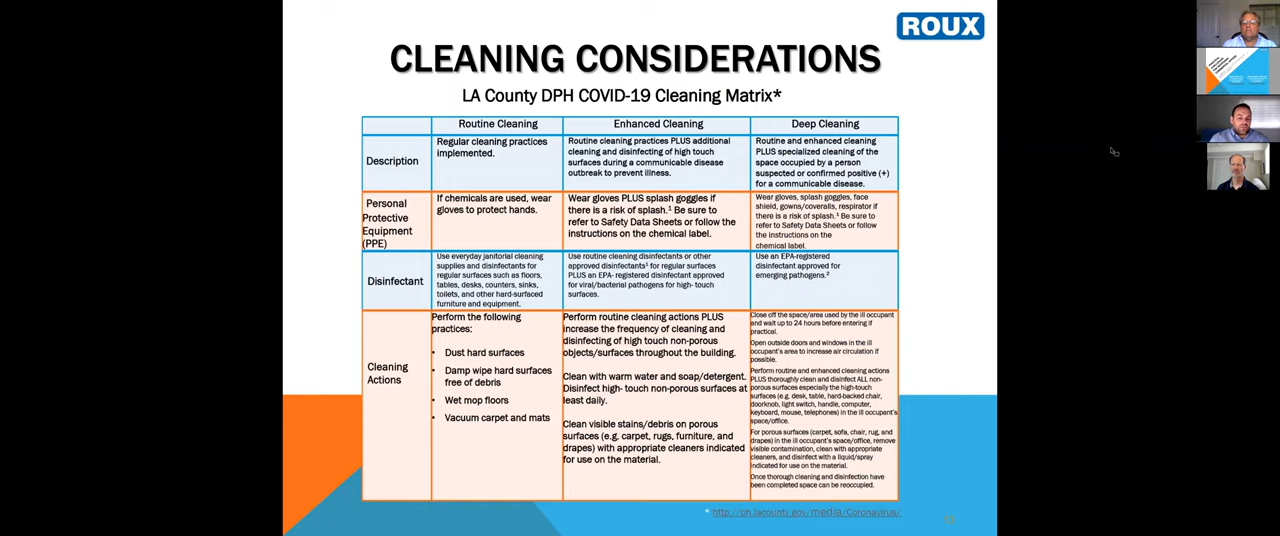 ROUX
CLEANING CONSIDERATIONS
LA County DPH COVID-19 Cleaning Matrix*
Routine Cleaning
Enhanced Cleaning
Deep Cleaning
Description
Regular cleaning practices
implemented.
Routine cleaning practices PLUS additional
cleaning and disinfecting of high touch
surfaces during a communicable disease
outbreak to prevent illness.
Routine and enhanced cleaning
PLUS specialized cleaning of the
space occupied by a person
suspected or confirmed positive (+)
for a communicable disease.
Personal
Protective
Equipment
(PPE)
If chemicals are used, wear
gloves to protect hands.
Wear gloves PLUS splash goggles if
there is a risk of splash.¹ Be sure to
refer to Safety Data Sheets or follow the
instructions on the chemical label.
Wear gloves, splash goggles, face
shield, gowns/coveralls, respirator if
there is a risk of splash.¹ Be sure to
refer to Safety Data Sheets or follow
the instructions on the
chemical label.
Disinfectant
Use everyday janitorial cleaning
supplies and disinfectants for
regular surfaces such as floors,
tables, desks, counters, sinks,
toilets, and other hard-surfaced
furniture and equipment.
Use routine cleaning disinfectants or other
approved disinfectants¹ for regular surfaces
PLUS an EPA- registered disinfectant approved
for viral/bacterial pathogens for high- touch
surfaces.
Use an EPA-registered
disinfectant approved for
emerging pathogens.²
Cleaning
Actions
Perform the following
practices:
• Dust hard surfaces
• Damp wipe hard surfaces
free of debris
• Wet mop floors
• Vacuum carpet and mats
Perform routine cleaning actions PLUS
increase the frequency of cleaning and
disinfecting of high touch non-porous
objects/surfaces throughout the building.
Clean with warm water and soap/detergent.
Disinfect high- touch non-porous surfaces at
least daily.
Clean visible stains/debris on porous
surfaces (e.g. carpet, rugs, furniture, and
drapes) with appropriate cleaners indicated
for use on the material.
Close off the space/area used by the ill occupant
and wait up to 24 hours before entering if
practical.
Open outside doors and windows in the ill
occupant's area to increase air circulation if
possible.
Perform routine and enhanced cleaning actions
PLUS thoroughly clean and disinfect ALL non-
porous surfaces especially the high-touch
surfaces (e.g. desk, table, hard-backed chair,
doorknob, light switch, handle, computer,
keyboard, mouse, telephones) in the ill occupant's
space/office.
For porous surfaces (carpet, sofa, chair, rug, and
drapes) in the ill occupant's space/office, remove
visible contamination, clean with appropriate
cleaners, and disinfect with a liquid/spray
indicated for use on the material.
Once thorough cleaning and disinfection have
been completed space can be reoccupied.
* http://ph.lacounty.gov/media/Coronavirus/